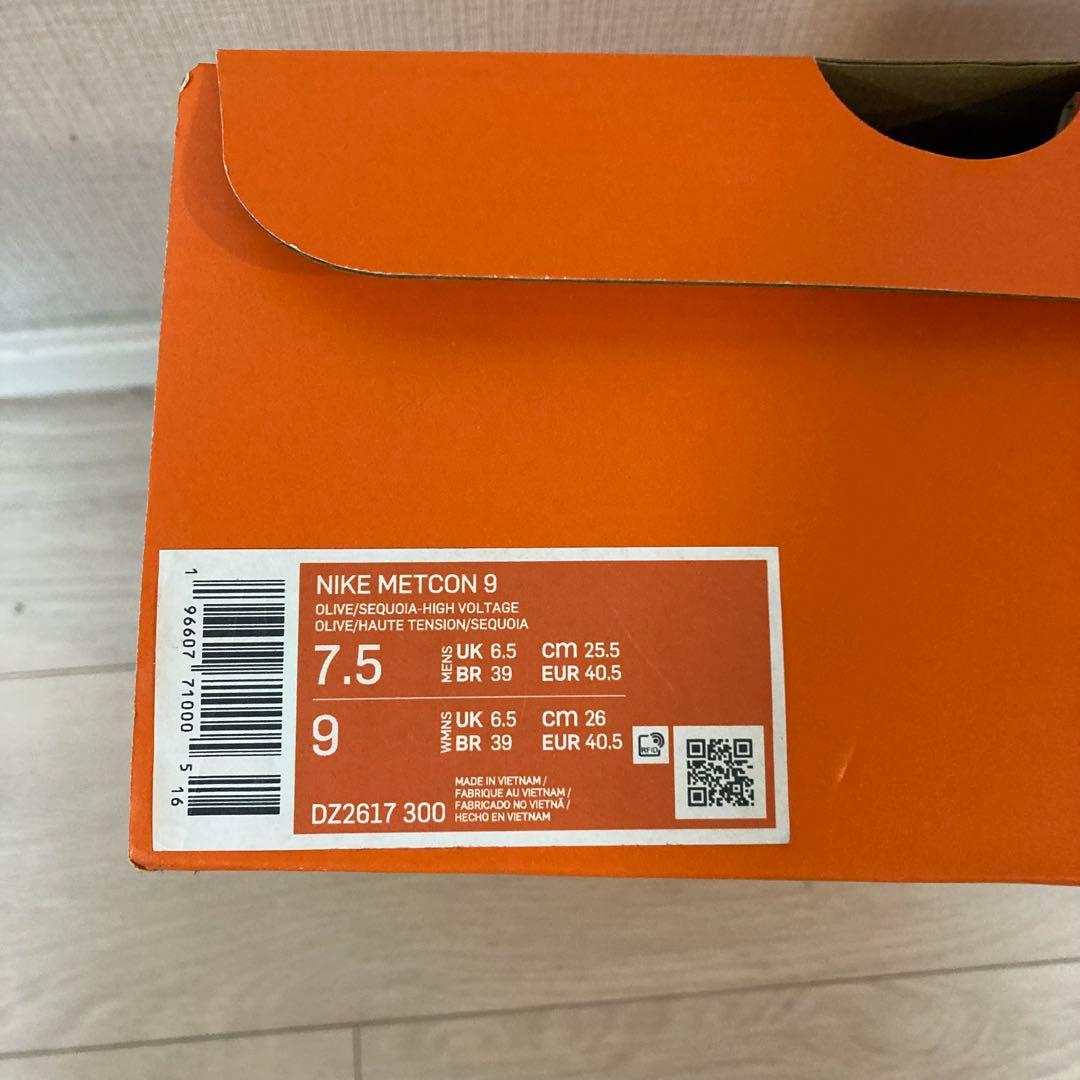 1 96607 71000 5 16
NIKE METCON 9
OLIVE/SEQUOIA-HIGH VOLTAGE
OLIVE/HAUTE TENSION/SEQUOIA
7.5 MENS UK 6.5 cm 25.5
BR 39 EUR 40.5
9 WMNS UK 6.5 cm 26
BR 39 EUR 40.5
RFID
MADE IN VIETNAM /
FABRIQUE AU VIETNAM /
FABRICADO NO VIETNÃ /
HECHO EN VIETNAM
DZ2617 300